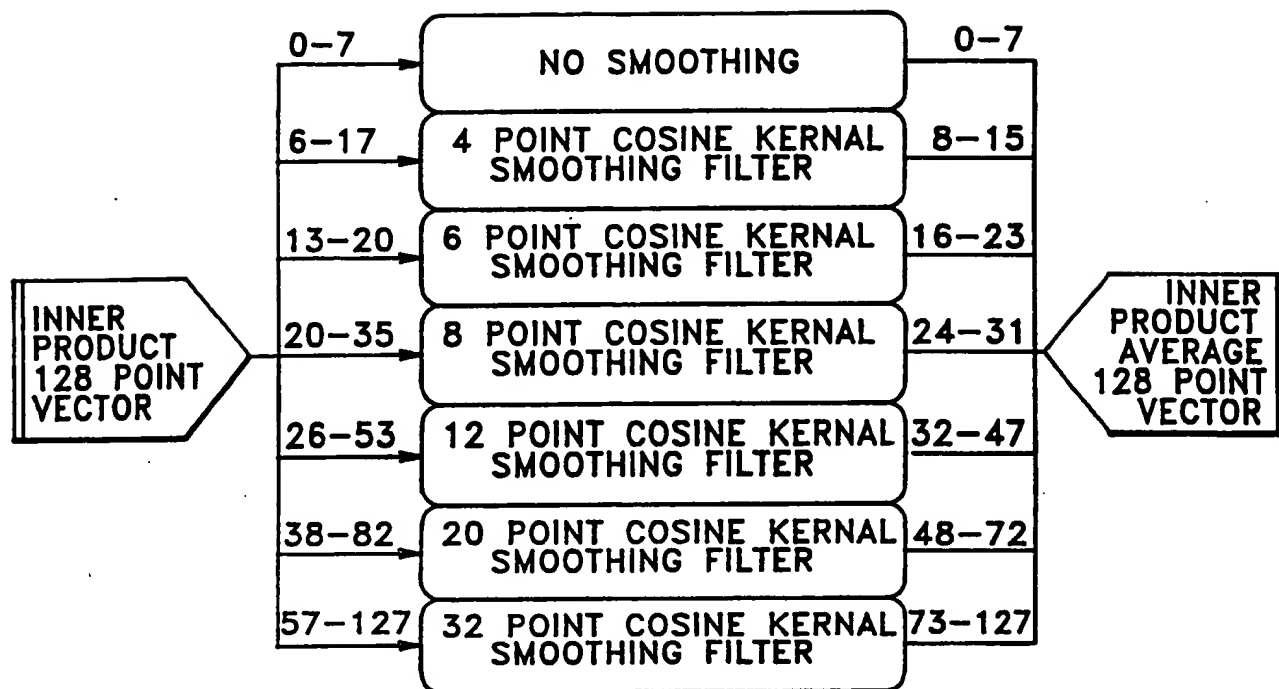 0-7
NO SMOOTHING
0-7
6-17
4 POINT COSINE KERNAL
SMOOTHING FILTER
8-15
13-20
6 POINT COSINE KERNAL
SMOOTHING FILTER
16-23
INNER
PRODUCT
128 POINT
VECTOR
20-35
8 POINT COSINE KERNAL
SMOOTHING FILTER
24-31
INNER
PRODUCT
AVERAGE
128 POINT
VECTOR
26-53
12 POINT COSINE KERNAL
SMOOTHING FILTER
32-47
38-82
20 POINT COSINE KERNAL
SMOOTHING FILTER
48-72
57-127
32 POINT COSINE KERNAL
SMOOTHING FILTER
73-127